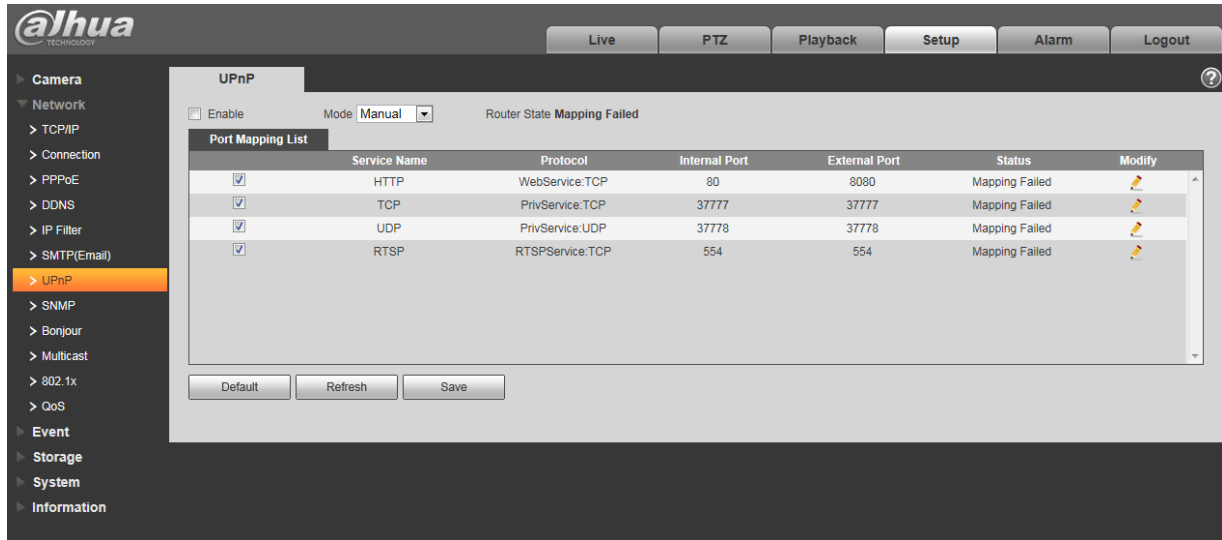 alhua
TECHNOLOGY
Live PTZ Playback Setup Alarm Logout
Camera
Network
> TCP/IP
> Connection
> PPPoE
> DDNS
> IP Filter
> SMTP(Email)
> UPnP
> SNMP
> Bonjour
> Multicast
> 802.1x
> QoS
Event
Storage
System
Information
UPnP ?
Enable Mode Manual Router State Mapping Failed
Port Mapping List
Service Name Protocol Internal Port External Port Status Modify
HTTP WebService:TCP 80 8080 Mapping Failed
TCP PrivService:TCP 37777 37777 Mapping Failed
UDP PrivService:UDP 37778 37778 Mapping Failed
RTSP RTSPService:TCP 554 554 Mapping Failed
Default Refresh Save